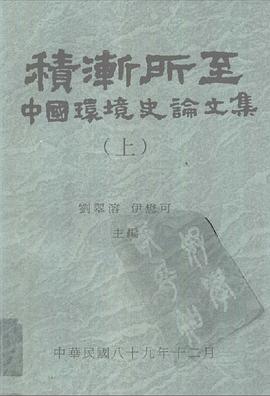 積漸所至
中國環境史論文集
（上）
劉翠溶 伊懋可
主編
中華民國八十九年十二月